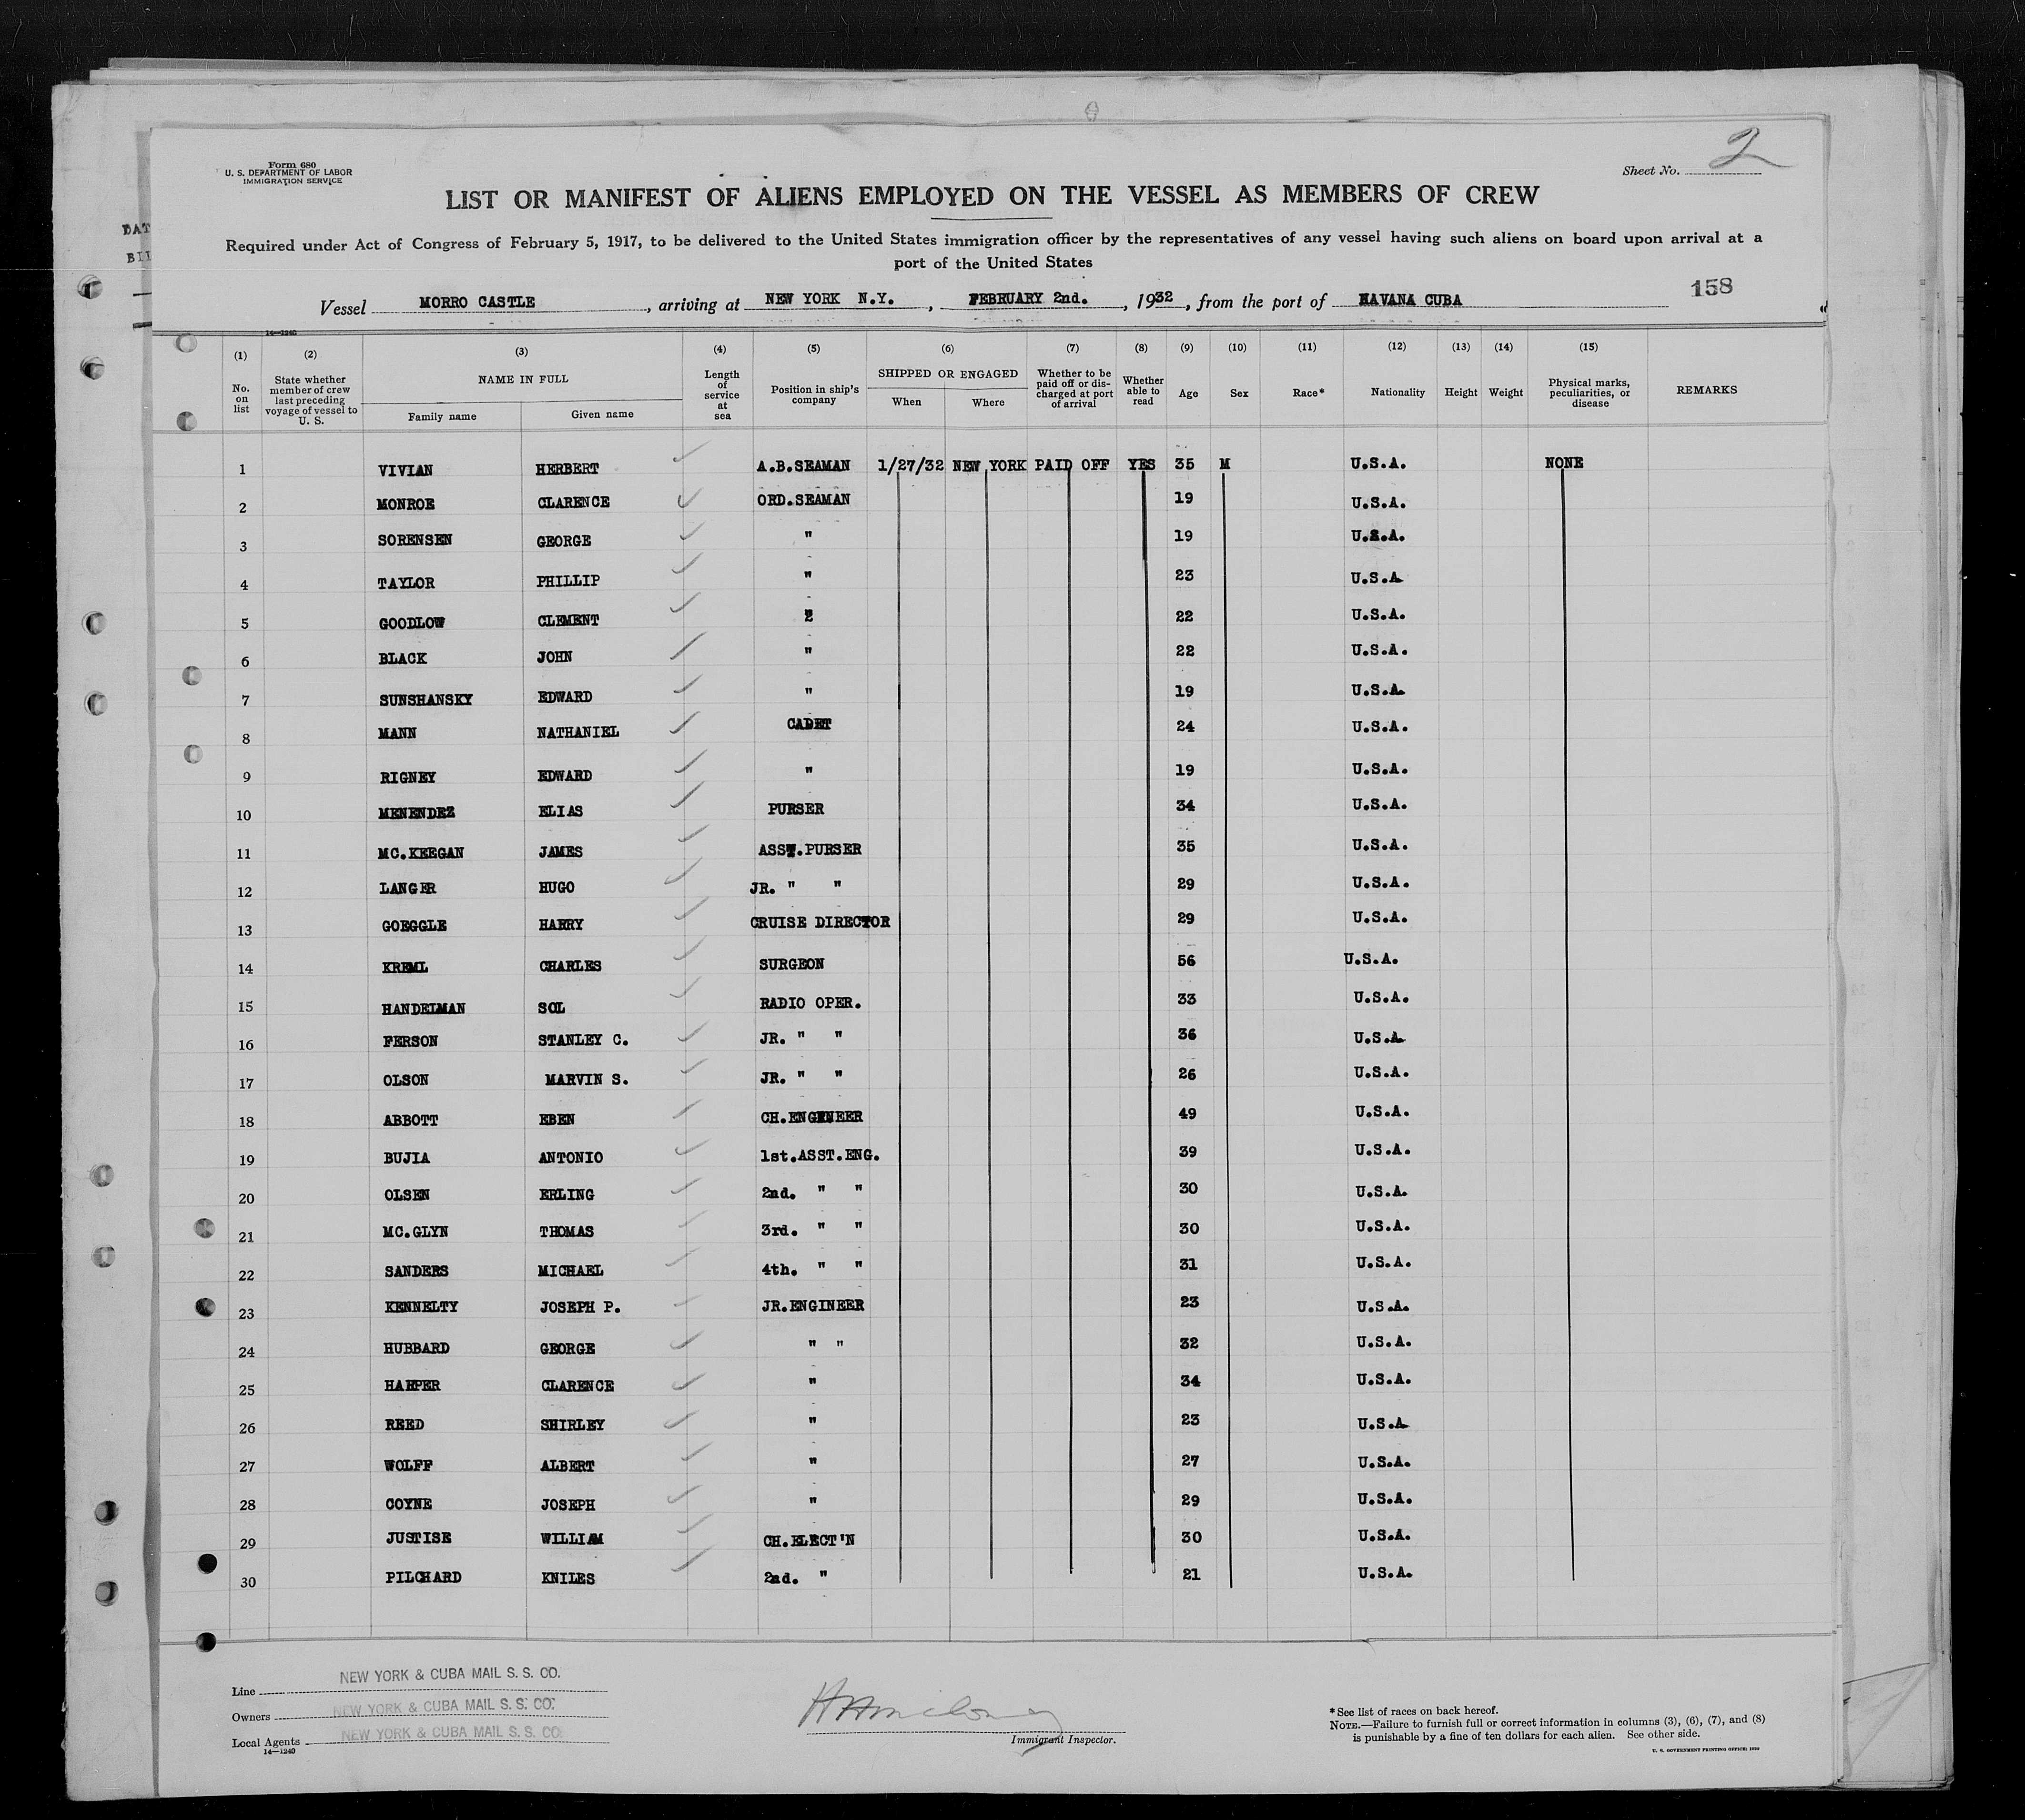 Form 680
U. S. DEPARTMENT OF LABOR
IMMIGRATION SERVICE
Sheet No. 2
LIST OR MANIFEST OF ALIENS EMPLOYED ON THE VESSEL AS MEMBERS OF CREW
DAT
Required under Act of Congress of February 5, 1917, to be delivered to the United States immigration officer by the representatives of any vessel having such aliens on board upon arrival at a
BIL
port of the United States
158
Vessel MORRO CASTLE , arriving at NEW YORK N.Y. , FEBRUARY 2nd. , 1932 , from the port of HAVANA CUBA
14—1240
(1) (2) (3) (4) (5) (6) (7) (8) (9) (10) (11) (12) (13) (14) (15)
No. on list
State whether member of crew last preceding voyage of vessel to U. S.
NAME IN FULL
Family name Given name
Length of service at sea
Position in ship's company
SHIPPED OR ENGAGED
When Where
Whether to be paid off or discharged at port of arrival
Whether able to read
Age
Sex
Race*
Nationality
Height
Weight
Physical marks, peculiarities, or disease
REMARKS
1 VIVIAN HERBERT A.B.SEAMAN 1/27/32 NEW YORK PAID OFF YES 35 M U.S.A. NONE
2 MONROE CLARENCE ORD.SEAMAN 19 U.S.A.
3 SORENSEN GEORGE " 19 U.S.A.
4 TAYLOR PHILLIP " 23 U.S.A
5 GOODLOW CLEMENT " 22 U.S.A.
6 BLACK JOHN " 22 U.S.A.
7 SUNSHANSKY EDWARD " 19 U.S.A.
8 MANN NATHANIEL CADET 24 U.S.A.
9 RIGNEY EDWARD " 19 U.S.A.
10 MENENDEZ ELIAS PURSER 34 U.S.A.
11 MC.KEEGAN JAMES ASST.PURSER 35 U.S.A.
12 LANGER HUGO JR. " " 29 U.S.A.
13 GOEGGLE HARRY CRUISE DIRECTOR 29 U.S.A.
14 KREML CHARLES SURGEON 56 U.S.A.
15 HANDELMAN SOL RADIO OPER. 33 U.S.A.
16 FERSON STANLEY C. JR. " " 36 U.S.A
17 OLSON MARVIN S. JR. " " 26 U.S.A.
18 ABBOTT EBEN CH.ENGINEER 49 U.S.A.
19 BUJIA ANTONIO 1st.ASST.ENG. 39 U.S.A.
20 OLSEN ERLING 2nd. " " 30 U.S.A.
21 MC.GLYN THOMAS 3rd. " " 30 U.S.A.
22 SANDERS MICHAEL 4th. " " 31 U.S.A.
23 KENNELTY JOSEPH P. JR.ENGINEER 23 U.S.A.
24 HUBBARD GEORGE " " 32 U.S.A.
25 HARPER CLARENCE " 34 U.S.A.
26 REED SHIRLEY " 23 U.S.A
27 WOLFF ALBERT " 27 U.S.A.
28 COYNE JOSEPH " 29 U.S.A.
29 JUSTISE WILLIAM CH.ELECT'N 30 U.S.A.
30 PILCHARD KNILES 2nd. " 21 U.S.A.
Line NEW YORK & CUBA MAIL S. S. CO.
Owners NEW YORK & CUBA MAIL S. S. CO.
Local Agents NEW YORK & CUBA MAIL S. S. CO.
14—1240
Immigrant Inspector.
*See list of races on back hereof.
NOTE.—Failure to furnish full or correct information in columns (3), (6), (7), and (8)
is punishable by a fine of ten dollars for each alien. See other side.
U. S. GOVERNMENT PRINTING OFFICE: